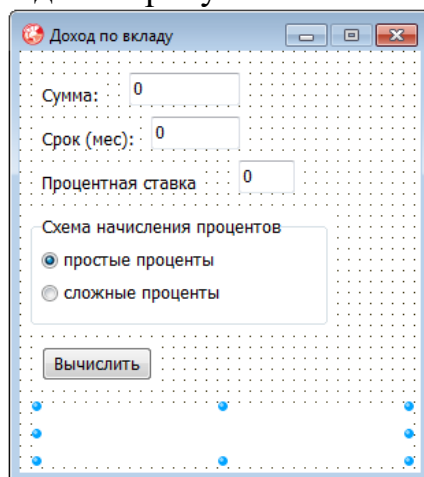 Доход по вкладу
Сумма: 0
Срок (мес): 0
Процентная ставка 0
Схема начисления процентов
простые проценты
сложные проценты
Вычислить